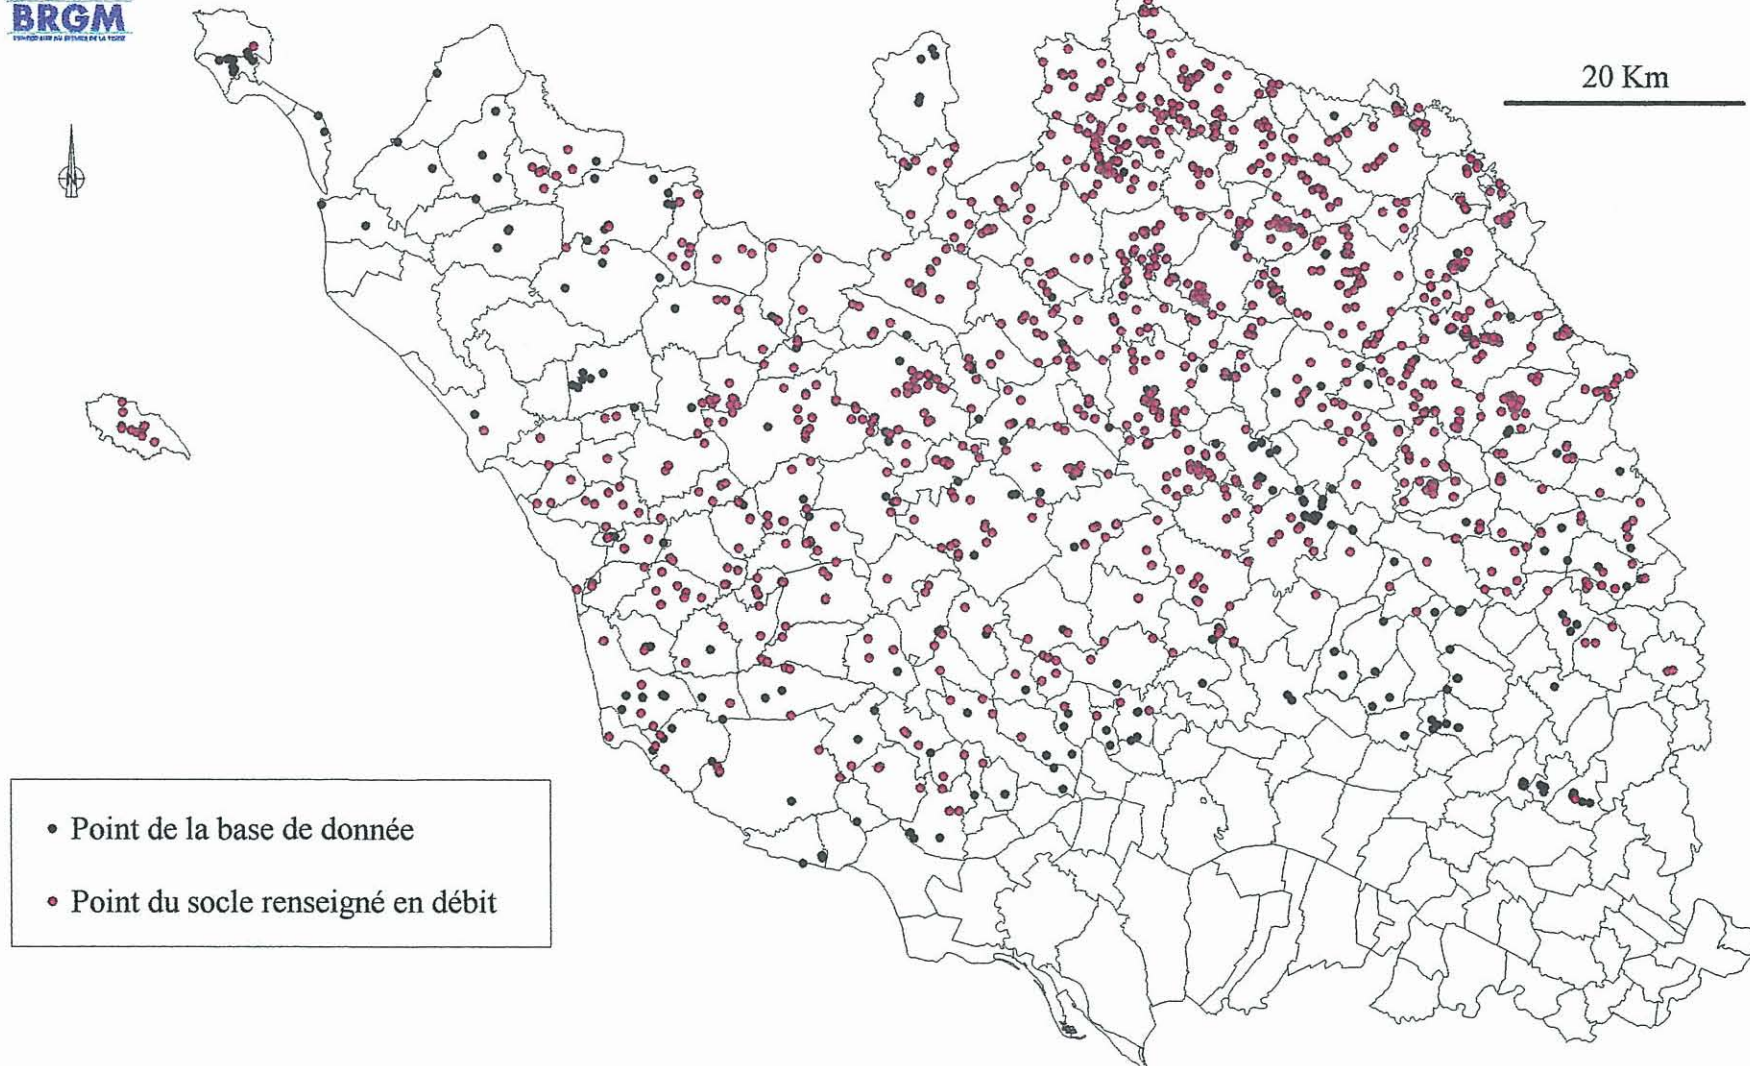 BRGM
20 Km
N
Point de la base de donnée
Point du socle renseigné en débit